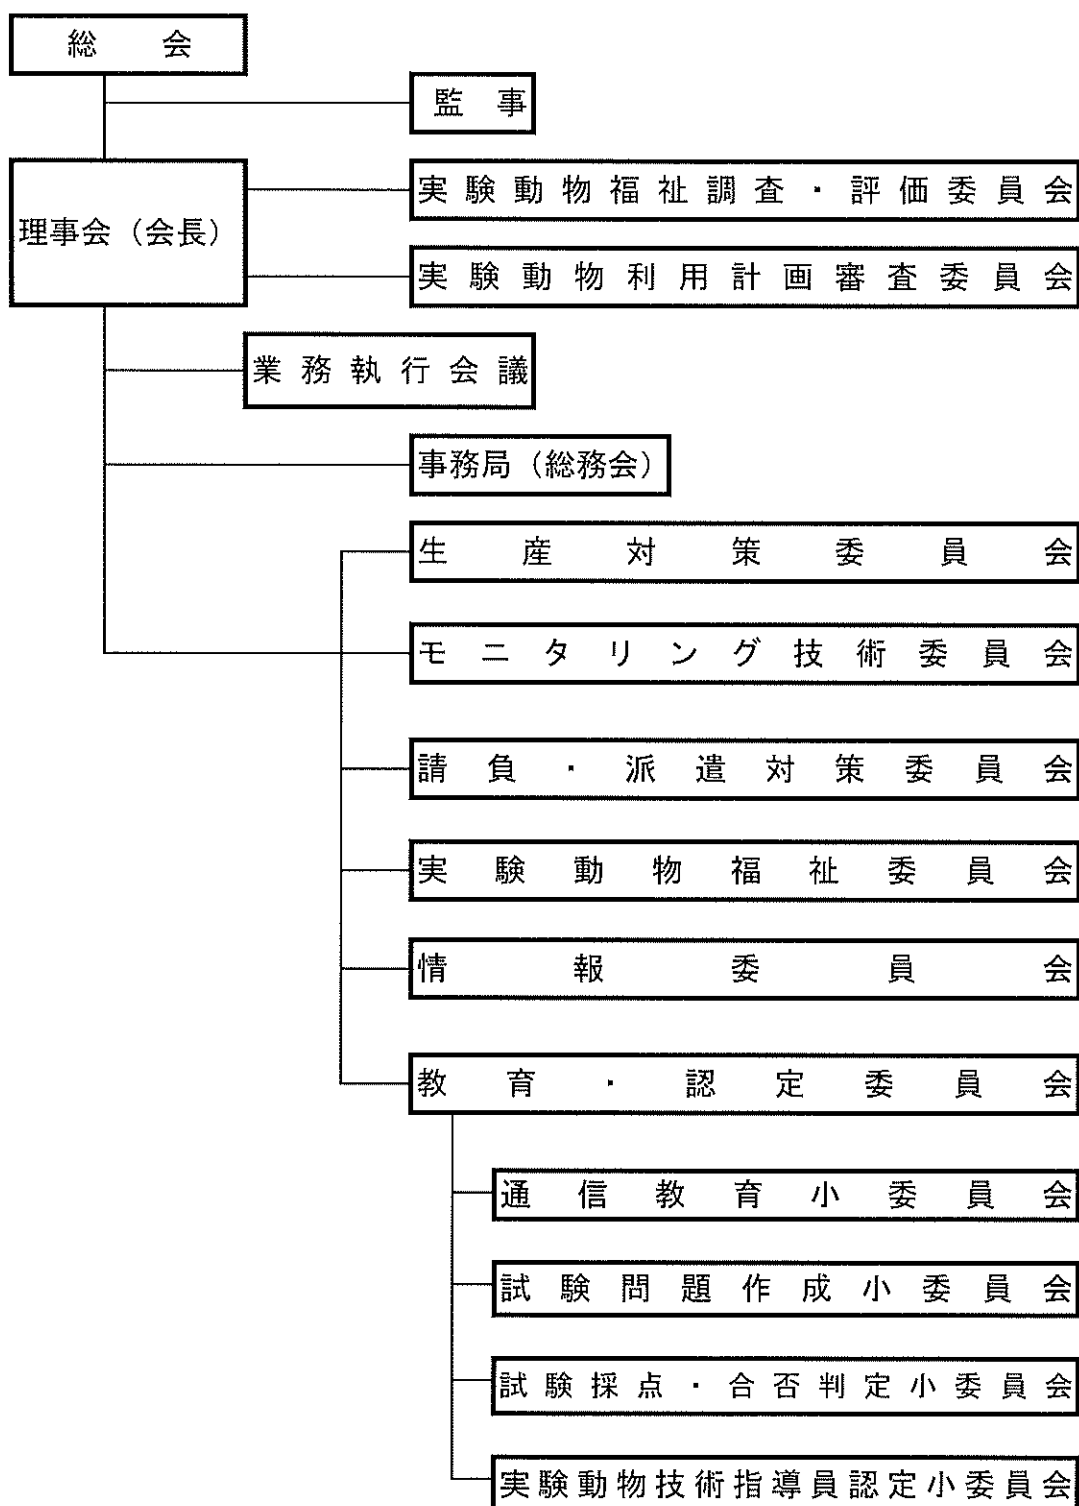 総会
監事
理事会（会長）
実験動物福祉調査・評価委員会
実験動物利用計画審査委員会
業務執行会議
事務局（総務会）
生産対策委員会
モニタリング技術委員会
請負・派遣対策委員会
実験動物福祉委員会
情報委員会
教育・認定委員会
通信教育小委員会
試験問題作成小委員会
試験採点・合否判定小委員会
実験動物技術指導員認定小委員会